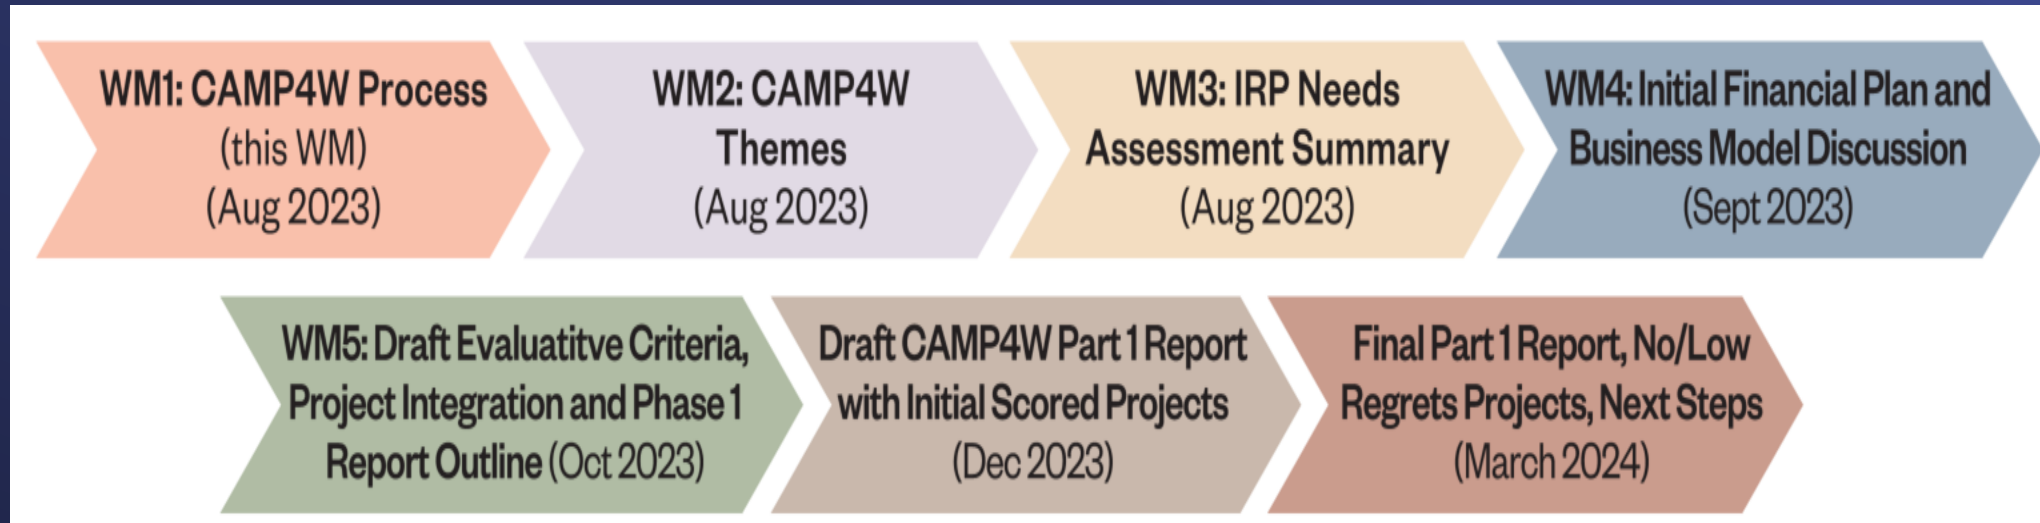 WM1: CAMP4W Process
(this WM)
(Aug 2023)
WM2: CAMP4W
Themes
(Aug 2023)
WM3: IRP Needs
Assessment Summary
(Aug 2023)
WM4: Initial Financial Plan and
Business Model Discussion
(Sept 2023)
WM5: Draft Evaluatitve Criteria,
Project Integration and Phase 1
Report Outline (Oct 2023)
Draft CAMP4W Part 1 Report
with Initial Scored Projects
(Dec 2023)
Final Part 1 Report, No/Low
Regrets Projects, Next Steps
(March 2024)